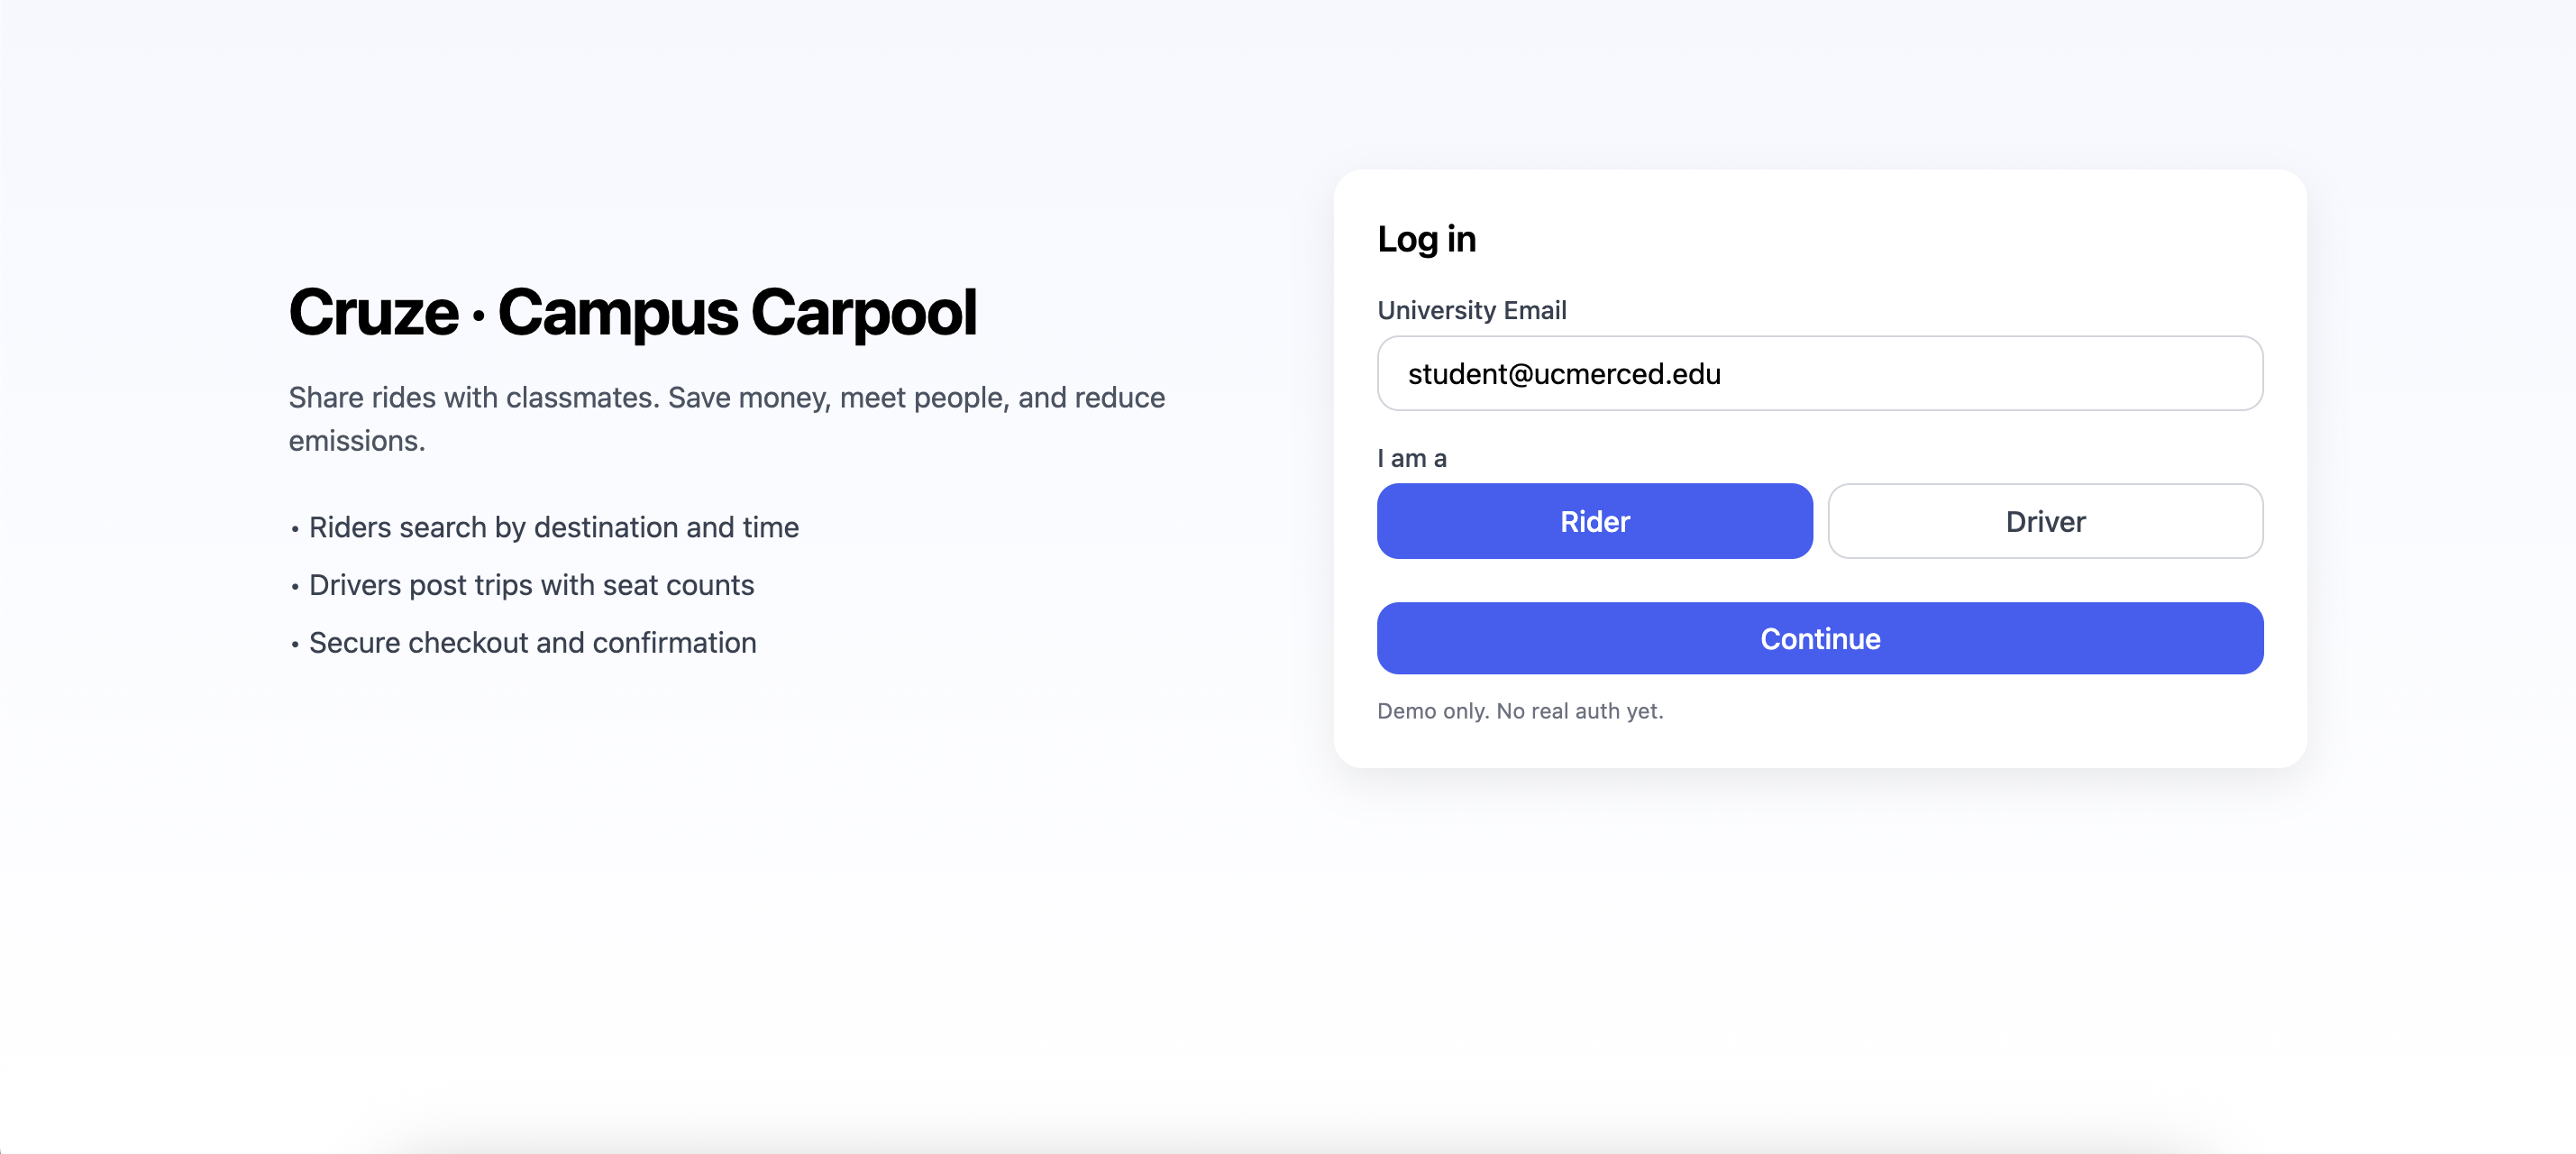 Cruze · Campus Carpool
Share rides with classmates. Save money, meet people, and reduce
emissions.
• Riders search by destination and time
• Drivers post trips with seat counts
• Secure checkout and confirmation
Log in
University Email
student@ucmerced.edu
I am a
Rider
Driver
Continue
Demo only. No real auth yet.